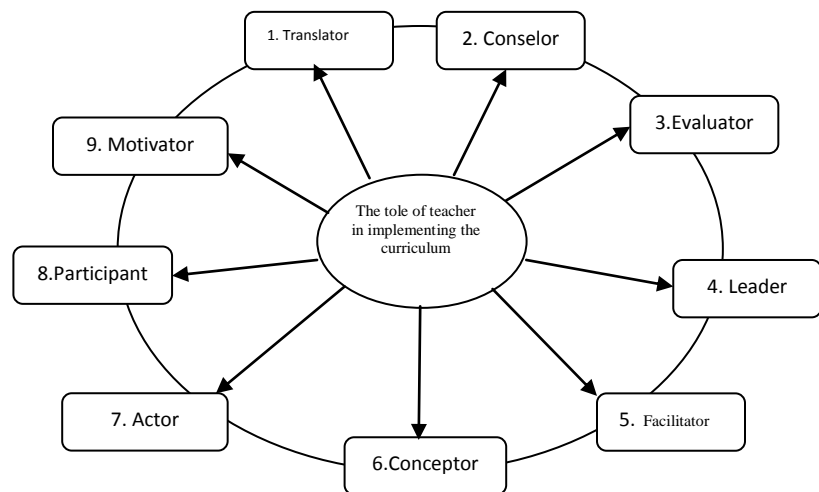 1. Translator
2. Conselor
3.Evaluator
9. Motivator
The tole of teacher
in implementing the
curriculum
8.Participant
4. Leader
7. Actor
5. Facilitator
6.Conceptor